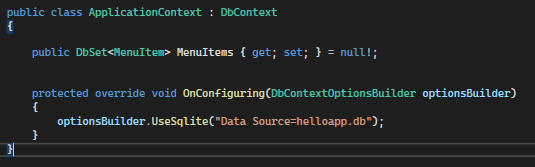 public class ApplicationContext : DbContext
{
public DbSet<MenuItem> MenuItems { get; set; } = null!;
protected override void OnConfiguring(DbContextOptionsBuilder optionsBuilder)
{
optionsBuilder.UseSqlite("Data Source=helloapp.db");
}
}